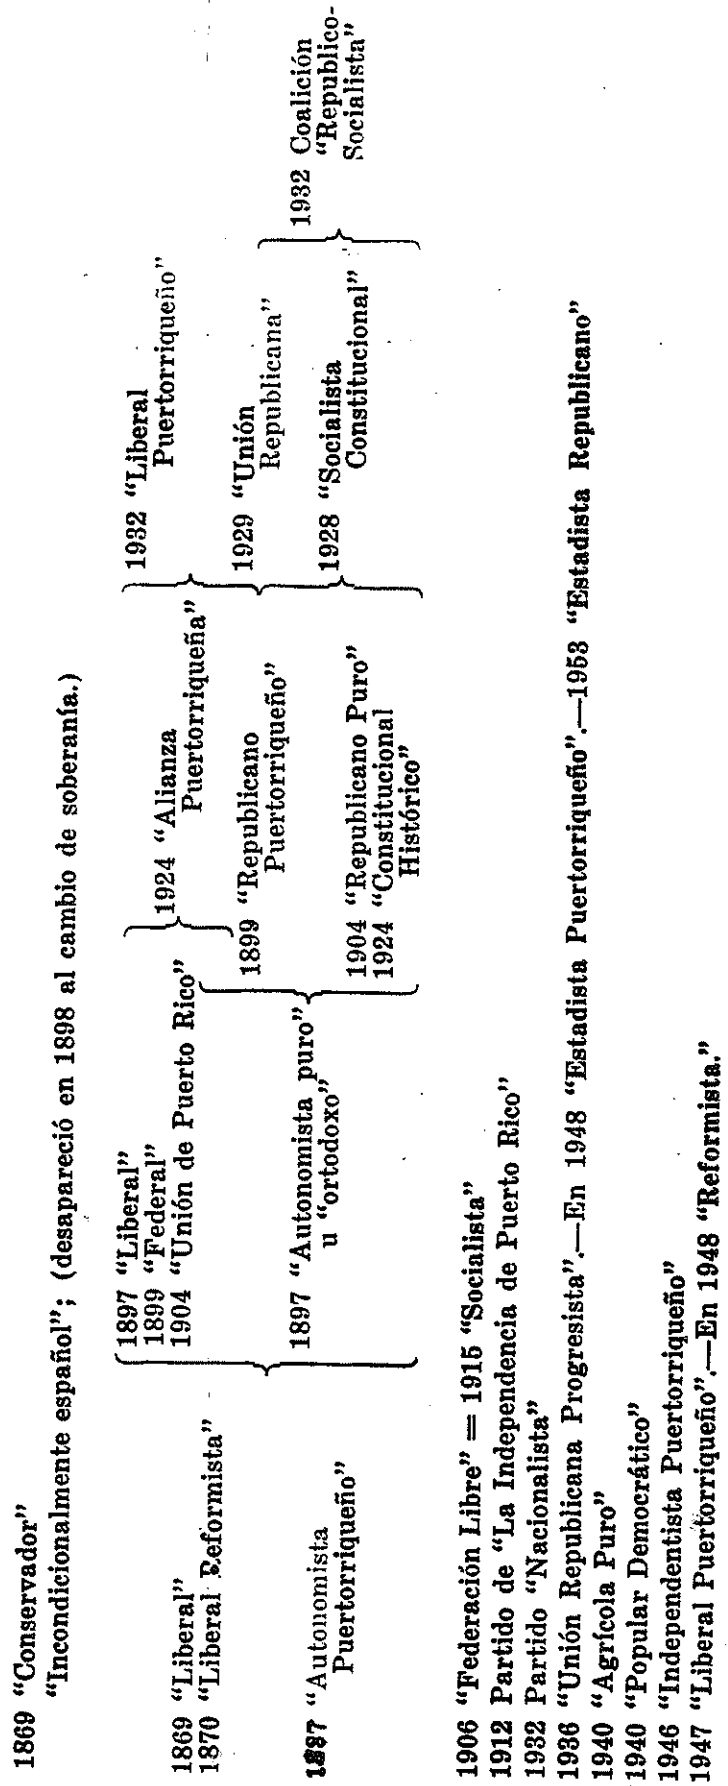 1869 “Conservador”
“Incondicionalmente español”; (desapareció en 1898 al cambio de soberanía.)
1869 “Liberal”
1870 “Liberal Reformista”
1887 “Autonomista
Puertorriqueño”
1897 “Liberal”
1899 “Federal”
1904 “Unión de Puerto Rico”
1897 “Autonomista puro”
u “ortodoxo”
1924 “Alianza
Puertorriqueña”
1899 “Republicano
Puertorriqueño”
1904 “Republicano Puro”
1924 “Constitucional
Histórico”
1932 “Liberal
Puertorriqueño”
1929 “Unión
Republicana”
1928 “Socialista
Constitucional”
1932 Coalición
“Republico-
Socialista”
1906 “Federación Libre” = 1915 “Socialista”
1912 Partido de “La Independencia de Puerto Rico”
1932 Partido “Nacionalista”
1936 “Unión Republicana Progresista”.—En 1948 “Estadista Puertorriqueño”.—1953 “Estadista Republicano”
1940 “Agrícola Puro”
1940 “Popular Democrático”
1946 “Independentista Puertorriqueño”
1947 “Liberal Puertorriqueño”.—En 1948 “Reformista.”